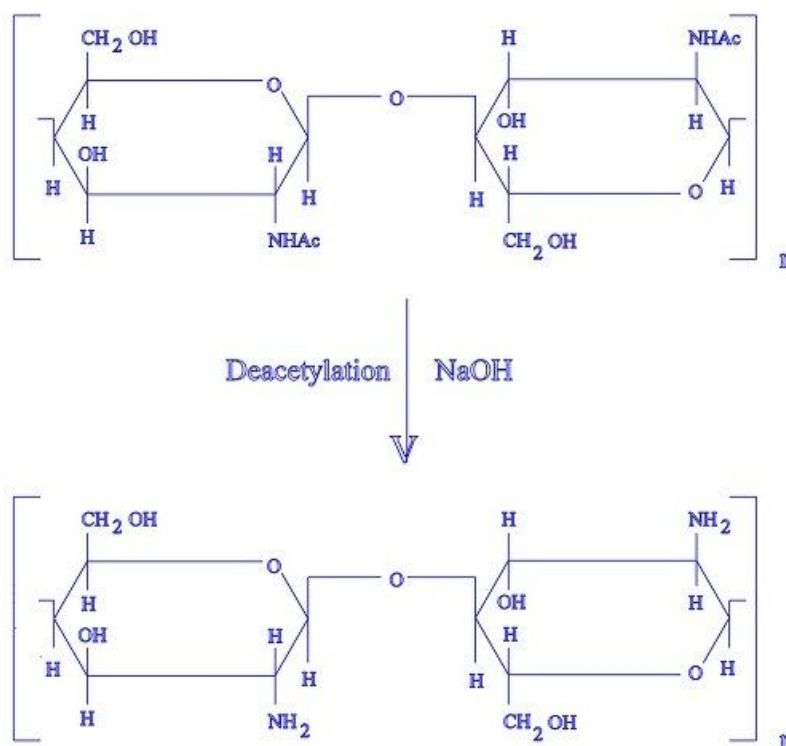 CH2 OH H NHAc
O O
H OH H
OH H H
H H H O H
H NHAc CH2 OH
n
Deacetylation NaOH
CH2 OH H NH2
O O
H OH H
OH H H
H H H O H
H NH2 CH2 OH